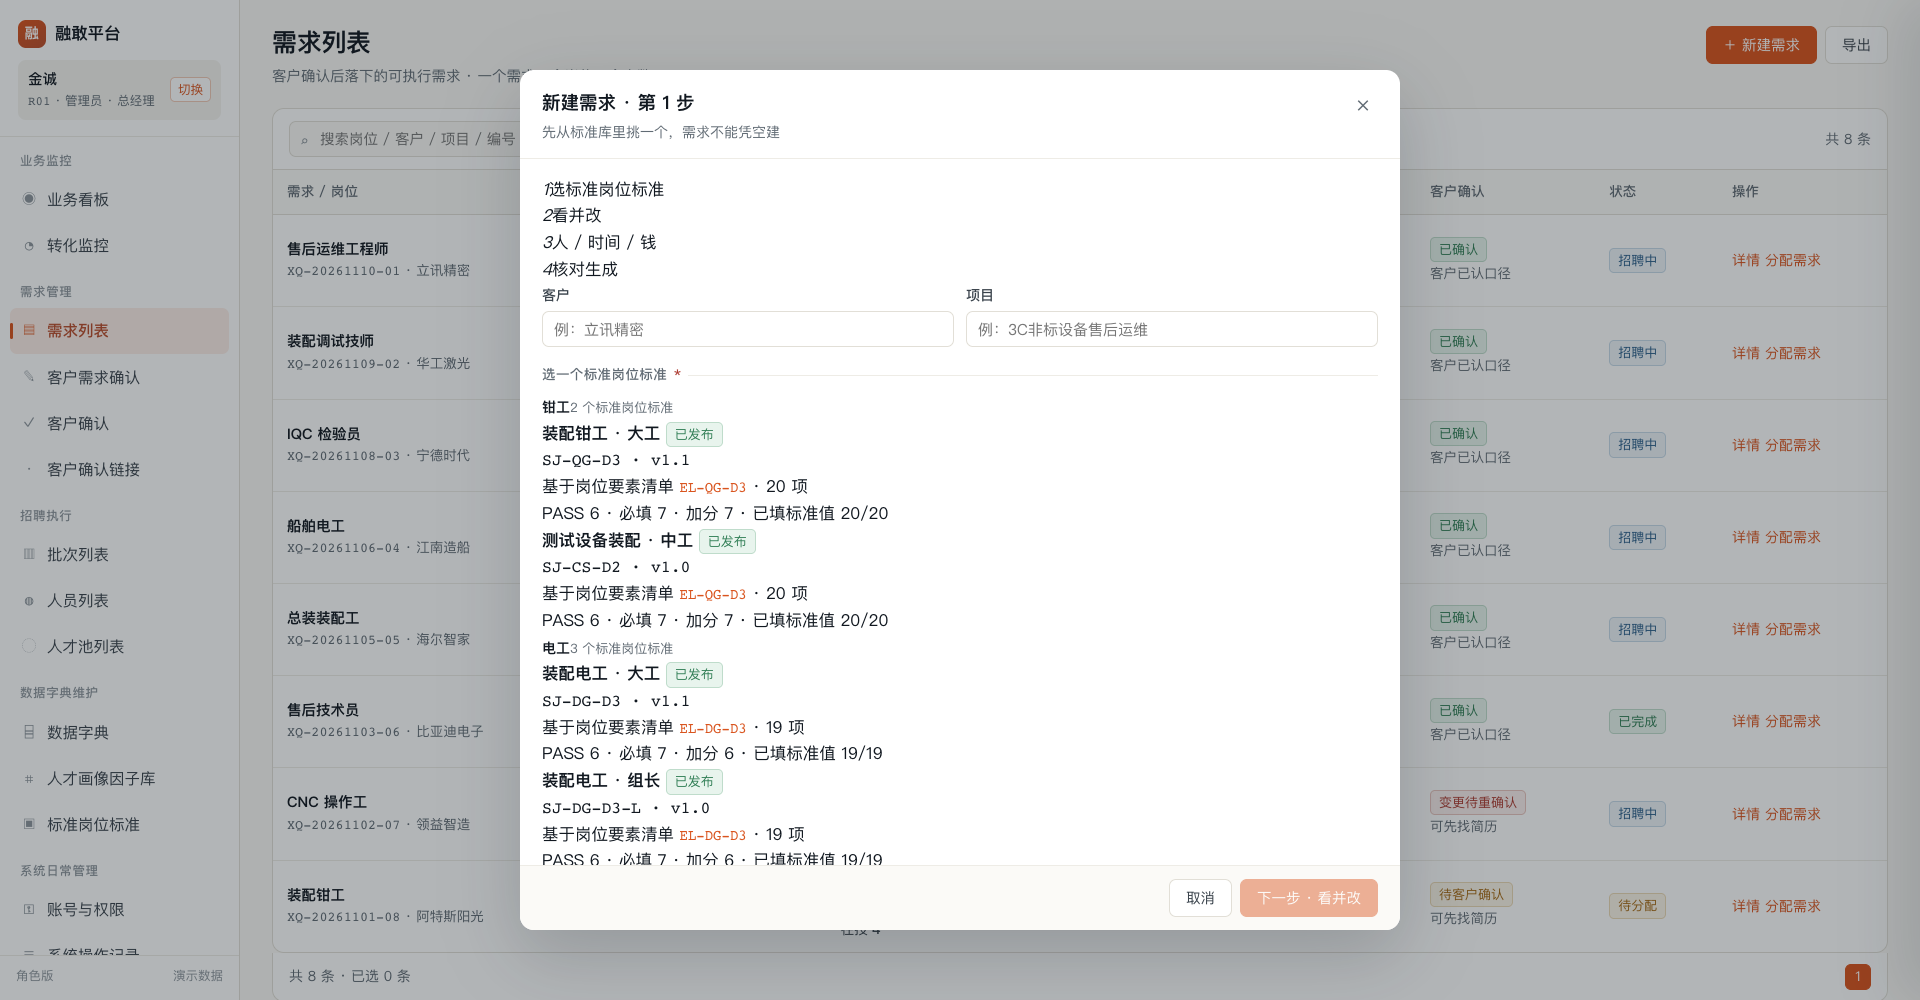 融 融敢平台
金诚
R01 · 管理员 · 总经理
切换
业务监控
业务看板
转化监控
需求管理
需求列表
客户需求确认
客户确认
客户确认链接
招聘执行
批次列表
人员列表
人才池列表
数据字典维护
数据字典
人才画像因子库
标准岗位标准
系统日常管理
账号与权限
系统操作记录
角色版 演示数据
需求列表
客户确认后落下的可执行需求 · 一个需
+ 新建需求 导出
搜索岗位 / 客户 / 项目 / 编号
共 8 条
需求 / 岗位 客户确认 状态 操作
售后运维工程师
XQ-20261110-01 · 立讯精密
已确认
客户已认口径
招聘中
详情 分配需求
装配调试技师
XQ-20261109-02 · 华工激光
已确认
客户已认口径
招聘中
详情 分配需求
IQC 检验员
XQ-20261108-03 · 宁德时代
已确认
客户已认口径
招聘中
详情 分配需求
船舶电工
XQ-20261106-04 · 江南造船
已确认
客户已认口径
招聘中
详情 分配需求
总装装配工
XQ-20261105-05 · 海尔智家
已确认
客户已认口径
招聘中
详情 分配需求
售后技术员
XQ-20261103-06 · 比亚迪电子
已确认
客户已认口径
已完成
详情 分配需求
CNC 操作工
XQ-20261102-07 · 领益智造
变更待重确认
可先找简历
招聘中
详情 分配需求
装配钳工
XQ-20261101-08 · 阿特斯阳光
待客户确认
可先找简历
待分配
详情 分配需求
共 8 条 · 已选 0 条
1
新建需求 · 第 1 步
先从标准库里挑一个，需求不能凭空建
×
1选标准岗位标准
2看并改
3人 / 时间 / 钱
4核对生成
客户 项目
例：立讯精密 例：3C非标设备售后运维
选一个标准岗位标准 *
钳工2 个标准岗位标准
装配钳工 · 大工 已发布
SJ-QG-D3 · v1.1
基于岗位要素清单 EL-QG-D3 · 20 项
PASS 6 · 必填 7 · 加分 7 · 已填标准值 20/20
测试设备装配 · 中工 已发布
SJ-CS-D2 · v1.0
基于岗位要素清单 EL-QG-D3 · 20 项
PASS 6 · 必填 7 · 加分 7 · 已填标准值 20/20
电工3 个标准岗位标准
装配电工 · 大工 已发布
SJ-DG-D3 · v1.1
基于岗位要素清单 EL-DG-D3 · 19 项
PASS 6 · 必填 7 · 加分 6 · 已填标准值 19/19
装配电工 · 组长 已发布
SJ-DG-D3-L · v1.0
基于岗位要素清单 EL-DG-D3 · 19 项
PASS 6 · 必填 7 · 加分 6 · 已填标准值 19/19
取消 下一步 · 看并改